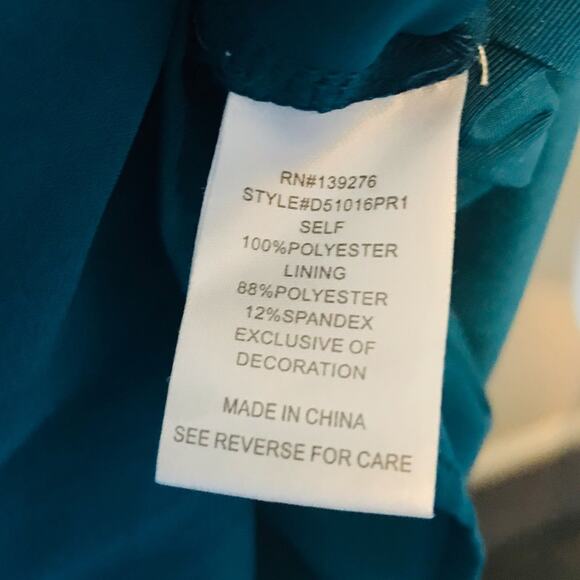 RN#139276
STYLE#D51016PR1
SELF
100%POLYESTER
LINING
88%POLYESTER
12%SPANDEX
EXCLUSIVE OF
DECORATION
MADE IN CHINA
SEE REVERSE FOR CARE